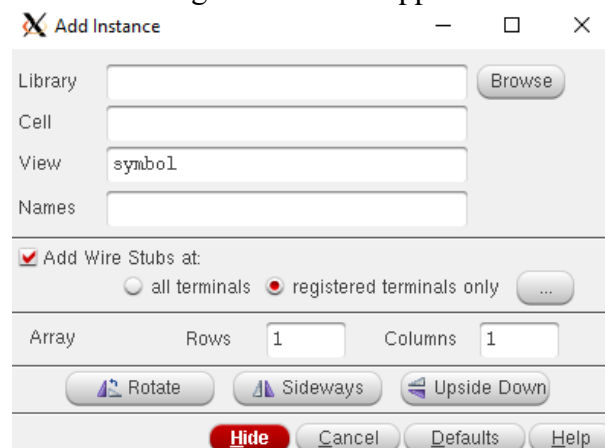 Add Instance
Library Browse
Cell
View symbol
Names
Add Wire Stubs at:
all terminals registered terminals only ...
Array Rows 1 Columns 1
Rotate Sideways Upside Down
Hide Cancel Defaults Help